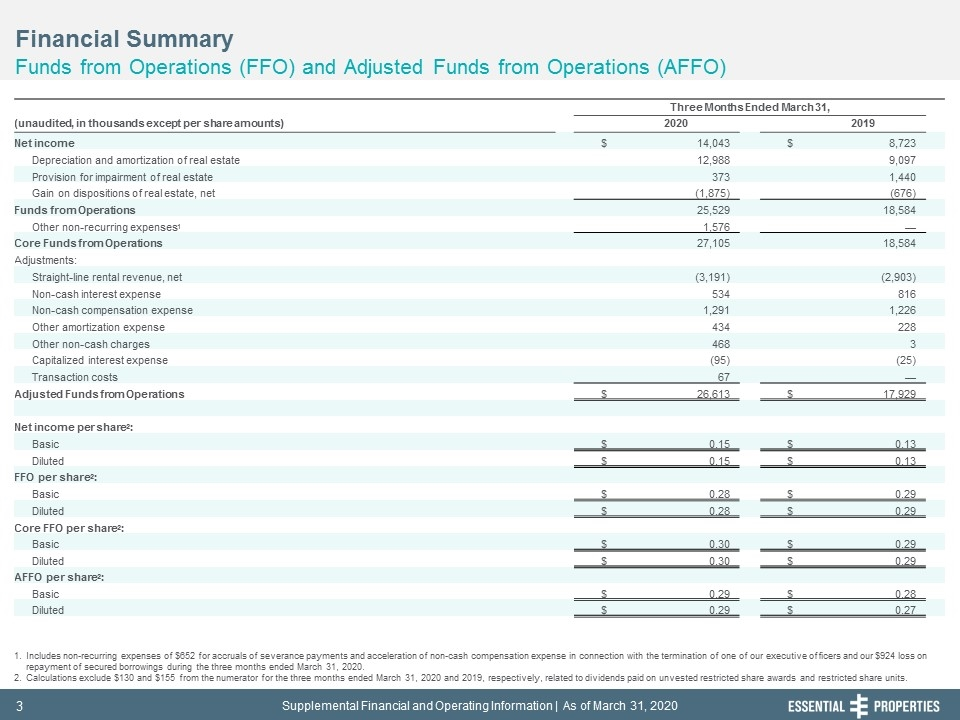 Financial Summary
Funds from Operations (FFO) and Adjusted Funds from Operations (AFFO)
Three Months Ended March 31,
(unaudited, in thousands except per share amounts) 2020 2019
Net income $ 14,043 $ 8,723
Depreciation and amortization of real estate 12,988 9,097
Provision for impairment of real estate 373 1,440
Gain on dispositions of real estate, net (1,875) (676)
Funds from Operations 25,529 18,584
Other non-recurring expenses¹ 1,576 —
Core Funds from Operations 27,105 18,584
Adjustments:
Straight-line rental revenue, net (3,191) (2,903)
Non-cash interest expense 534 816
Non-cash compensation expense 1,291 1,226
Other amortization expense 434 228
Other non-cash charges 468 3
Capitalized interest expense (95) (25)
Transaction costs 67 —
Adjusted Funds from Operations $ 26,613 $ 17,929
Net income per share²:
Basic $ 0.15 $ 0.13
Diluted $ 0.15 $ 0.13
FFO per share²:
Basic $ 0.28 $ 0.29
Diluted $ 0.28 $ 0.29
Core FFO per share²:
Basic $ 0.30 $ 0.29
Diluted $ 0.30 $ 0.29
AFFO per share²:
Basic $ 0.29 $ 0.28
Diluted $ 0.29 $ 0.27
1. Includes non-recurring expenses of $652 for accruals of severance payments and acceleration of non-cash compensation expense in connection with the termination of one of our executive officers and our $924 loss on
repayment of secured borrowings during the three months ended March 31, 2020.
2. Calculations exclude $130 and $155 from the numerator for the three months ended March 31, 2020 and 2019, respectively, related to dividends paid on unvested restricted share awards and restricted share units.
3 Supplemental Financial and Operating Information | As of March 31, 2020 ESSENTIAL PROPERTIES